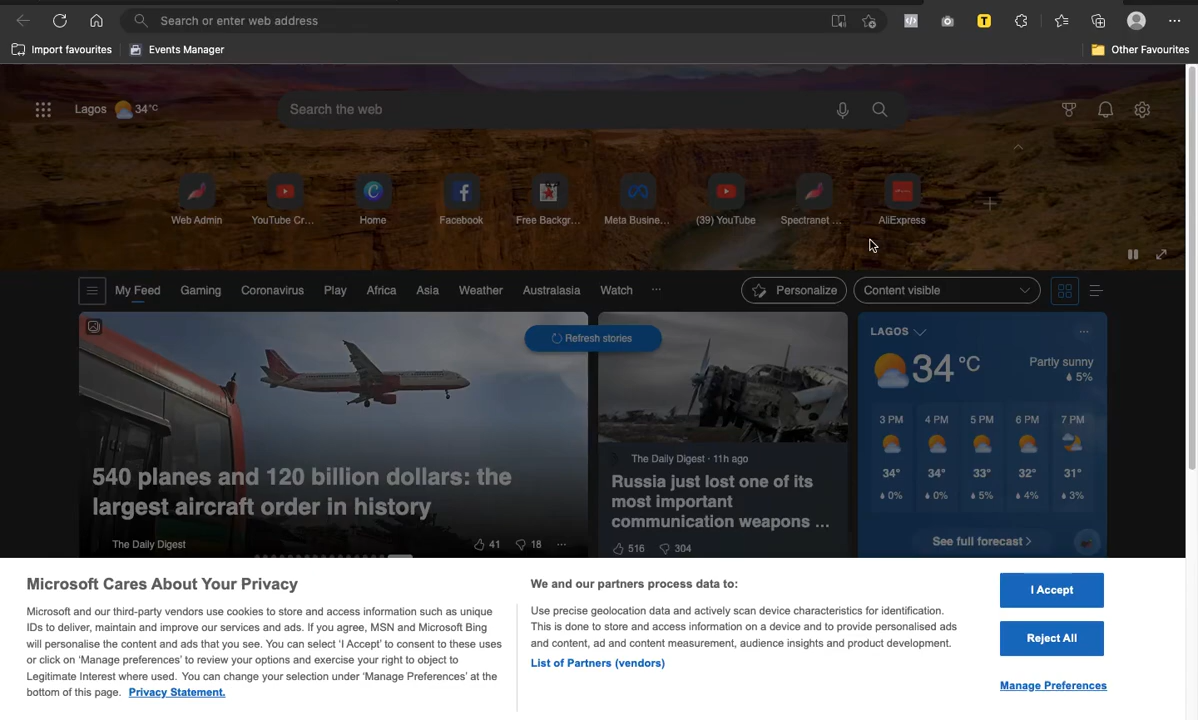 Search or enter web address
T
Import favourites
Events Manager
Other Favourites
Lagos 34°C
Search the web
Web Admin
YouTube Cr...
Home
Facebook
Free Backgr...
Meta Busine...
(39) YouTube
Spectranet ...
AliExpress
My Feed Gaming Coronavirus Play Africa Asia Weather Australasia Watch ...
Personalize
Content visible
Refresh stories
540 planes and 120 billion dollars: the
largest aircraft order in history
The Daily Digest
41 18 ...
The Daily Digest · 11h ago
Russia just lost one of its
most important
communication weapons ...
516 304
LAGOS
34 °C
Partly sunny
5%
3 PM 4 PM 5 PM 6 PM 7 PM
34° 34° 33° 32° 31°
0% 0% 5% 4% 3%
See full forecast >
Microsoft Cares About Your Privacy
Microsoft and our third-party vendors use cookies to store and access information such as unique
IDs to deliver, maintain and improve our services and ads. If you agree, MSN and Microsoft Bing
will personalise the content and ads that you see. You can select 'I Accept' to consent to these uses
or click on 'Manage preferences' to review your options and exercise your right to object to
Legitimate Interest where used. You can change your selection under 'Manage Preferences' at the
bottom of this page. Privacy Statement.
We and our partners process data to:
Use precise geolocation data and actively scan device characteristics for identification.
This is done to store and access information on a device and to provide personalised ads
and content, ad and content measurement, audience insights and product development.
List of Partners (vendors)
I Accept
Reject All
Manage Preferences